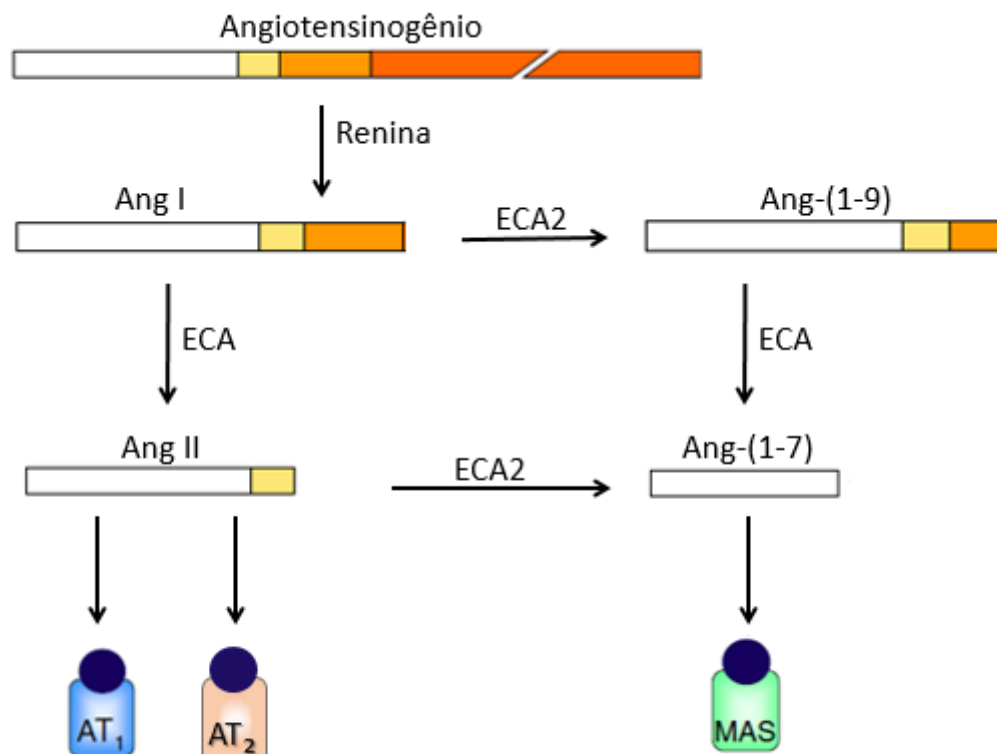 Angiotensinogênio
Renina
Ang I
ECA2
Ang-(1-9)
ECA
ECA
Ang II
ECA2
Ang-(1-7)
AT₁
AT₂
MAS